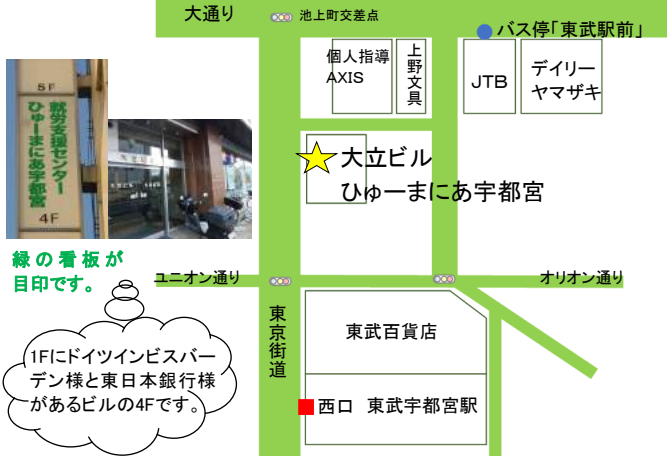 大通り
池上町交差点
バス停「東武駅前」
個人指導
AXIS
上野文具
JTB
デイリー
ヤマザキ
5F
就労支援センター
ひゅーまにあ宇都宮
4F
大立ビル
ひゅーまにあ宇都宮
緑の看板が
目印です。
ユニオン通り
オリオン通り
東京街道
1Fにドイツインビスバー
デン様と東日本銀行様
があるビルの4Fです。
東武百貨店
西口 東武宇都宮駅